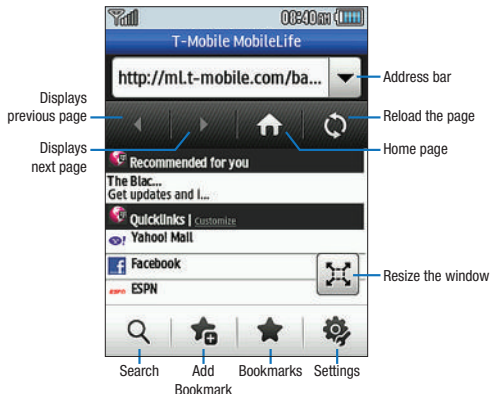 08:40 am
T-Mobile MobileLife
http://ml.t-mobile.com/ba...
Address bar
Displays
previous page
Reload the page
Displays
next page
Home page
Recommended for you
The Blac...
Get updates and l...
Quicklinks | Customize
Yahoo! Mail
Facebook
ESPN
Resize the window
Search
Add
Bookmark
Bookmarks
Settings